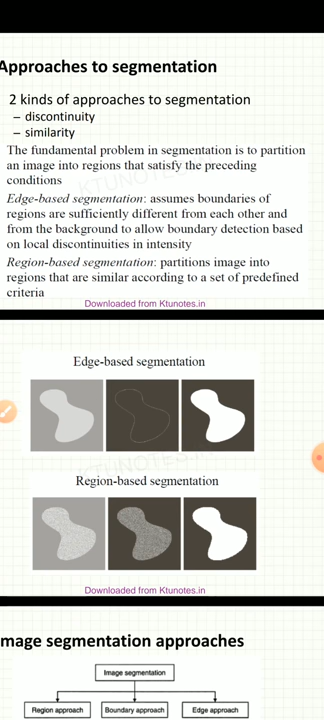 Approaches to segmentation
2 kinds of approaches to segmentation
– discontinuity
– similarity
The fundamental problem in segmentation is to partition
an image into regions that satisfy the preceding
conditions
Edge-based segmentation: assumes boundaries of
regions are sufficiently different from each other and
from the background to allow boundary detection based
on local discontinuities in intensity
Region-based segmentation: partitions image into
regions that are similar according to a set of predefined
criteria
Downloaded from Ktunotes.in
Edge-based segmentation
Region-based segmentation
Downloaded from Ktunotes.in
mage segmentation approaches
Image segmentation
Region approach
Boundary approach
Edge approach